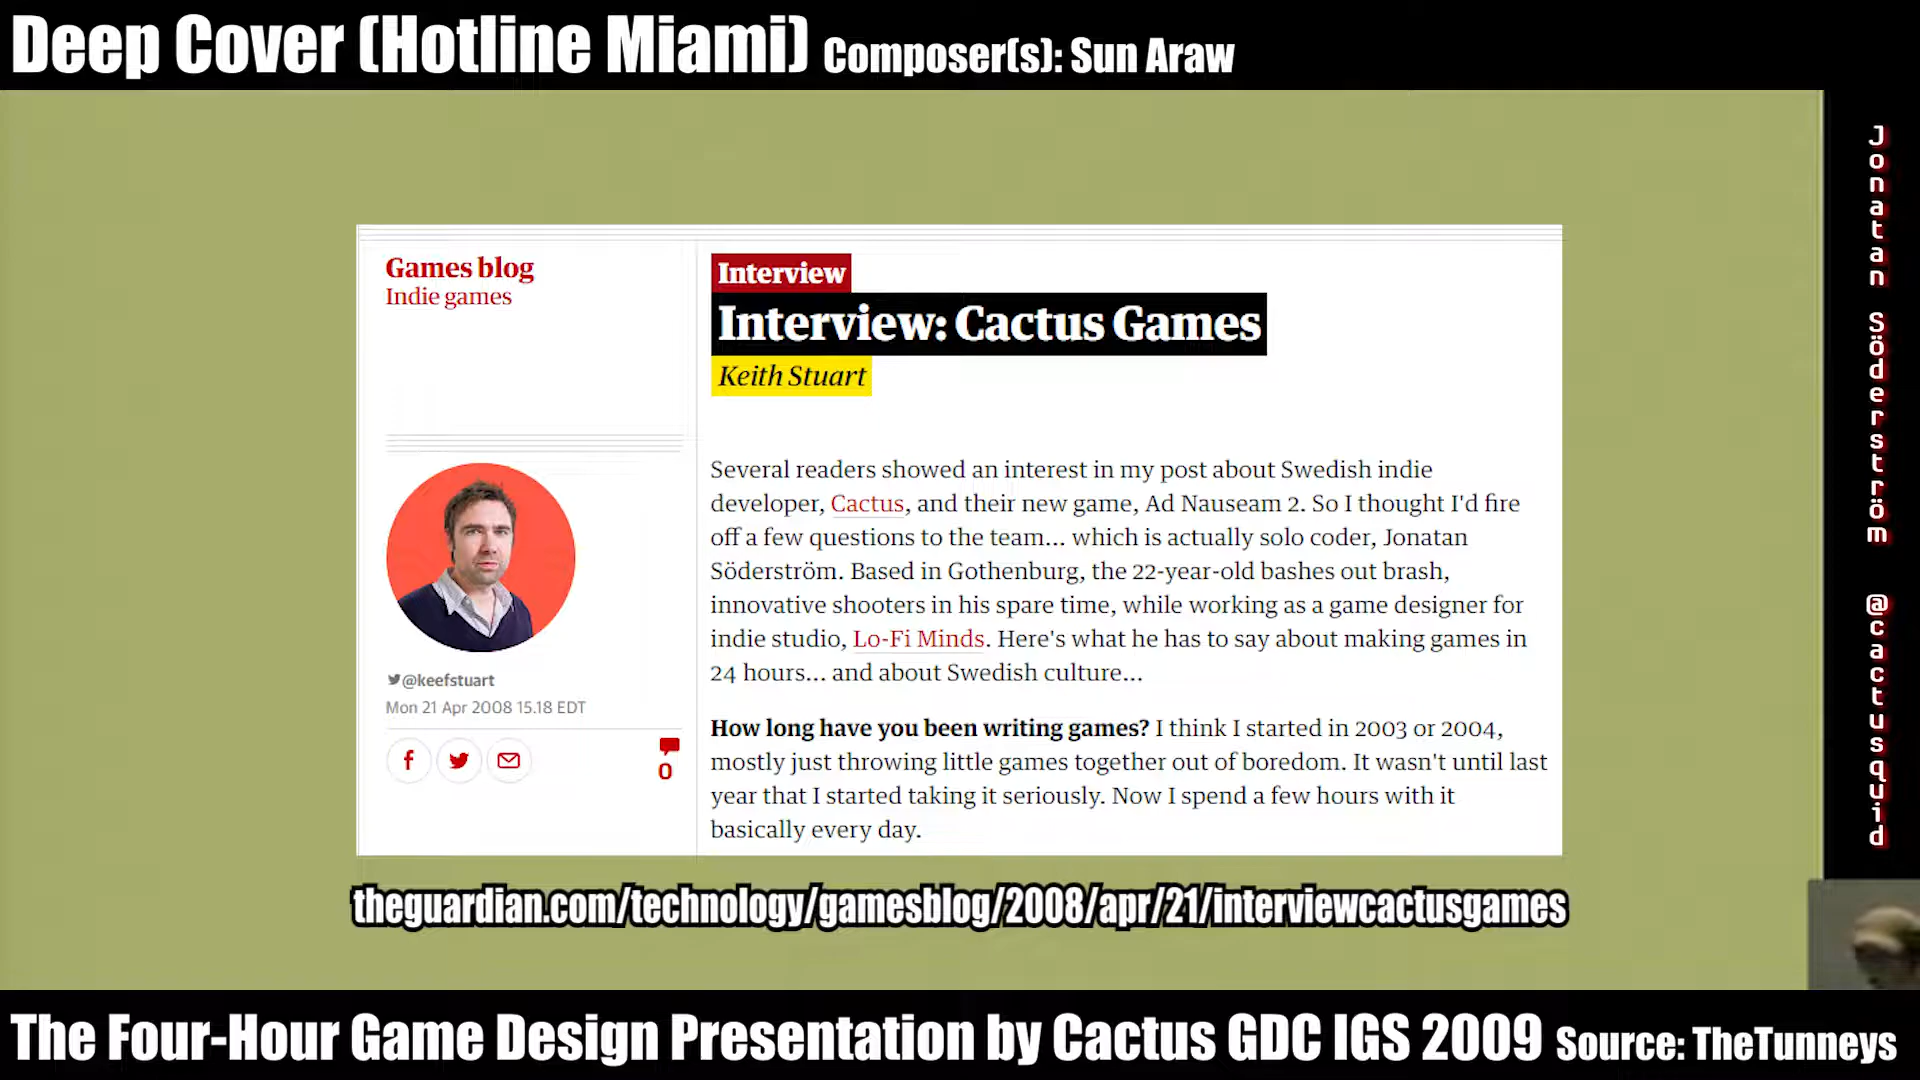 Deep Cover (Hotline Miami) Composer(s): Sun Araw
Games blog
Indie games
Interview
Interview: Cactus Games
Keith Stuart
@keefstuart
Mon 21 Apr 2008 15.18 EDT
0
Several readers showed an interest in my post about Swedish indie
developer, Cactus, and their new game, Ad Nauseam 2. So I thought I'd fire
off a few questions to the team... which is actually solo coder, Jonatan
Söderström. Based in Gothenburg, the 22-year-old bashes out brash,
innovative shooters in his spare time, while working as a game designer for
indie studio, Lo-Fi Minds. Here's what he has to say about making games in
24 hours... and about Swedish culture...
How long have you been writing games? I think I started in 2003 or 2004,
mostly just throwing little games together out of boredom. It wasn't until last
year that I started taking it seriously. Now I spend a few hours with it
basically every day.
theguardian.com/technology/gamesblog/2008/apr/21/interviewcactusgames
Jonatan Söderström @cactusquid
The Four-Hour Game Design Presentation by Cactus GDC IGS 2009 Source: TheTunneys